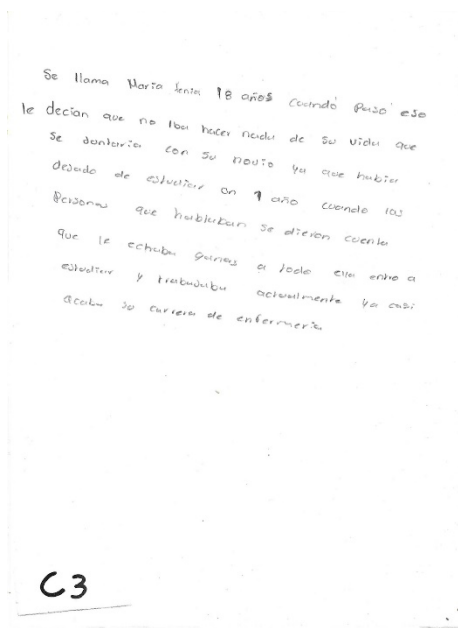 Se llama Maria tenia 18 años cuando paso eso
le decian que no iba hacer nada de su vida que
se juntaria con su novio ya que habia
dejado de estudiar un 1 año cuando las
Personas que hablaban se dieron cuenta
que le echaba ganas a todo ella entro a
estudiar y trabajaba actualmente ya casi
acaba su carrera de enfermeria
C3